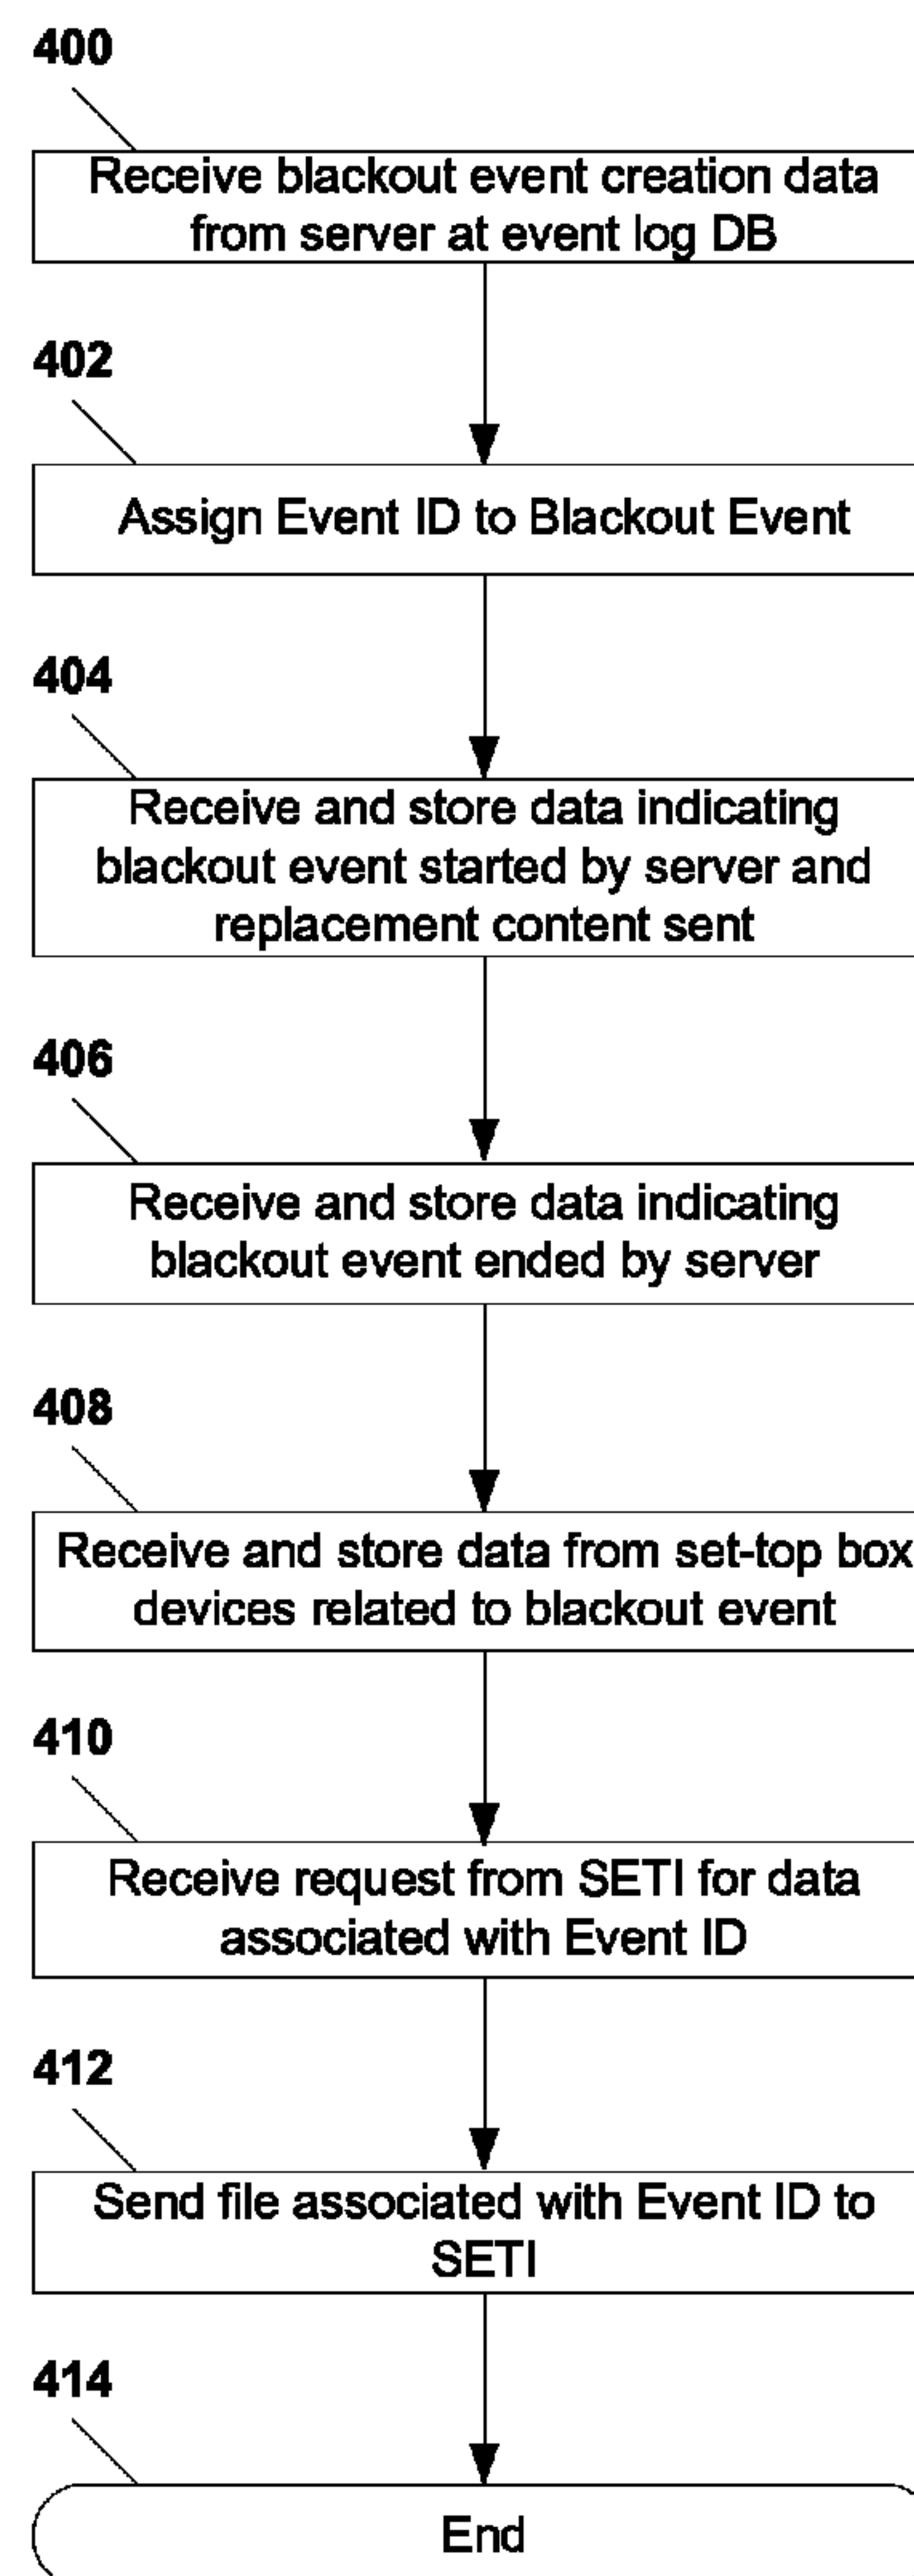 400
Receive blackout event creation data
from server at event log DB
402
Assign Event ID to Blackout Event
404
Receive and store data indicating
blackout event started by server and
replacement content sent
406
Receive and store data indicating
blackout event ended by server
408
Receive and store data from set-top box
devices related to blackout event
410
Receive request from SETI for data
associated with Event ID
412
Send file associated with Event ID to
SETI
414
End